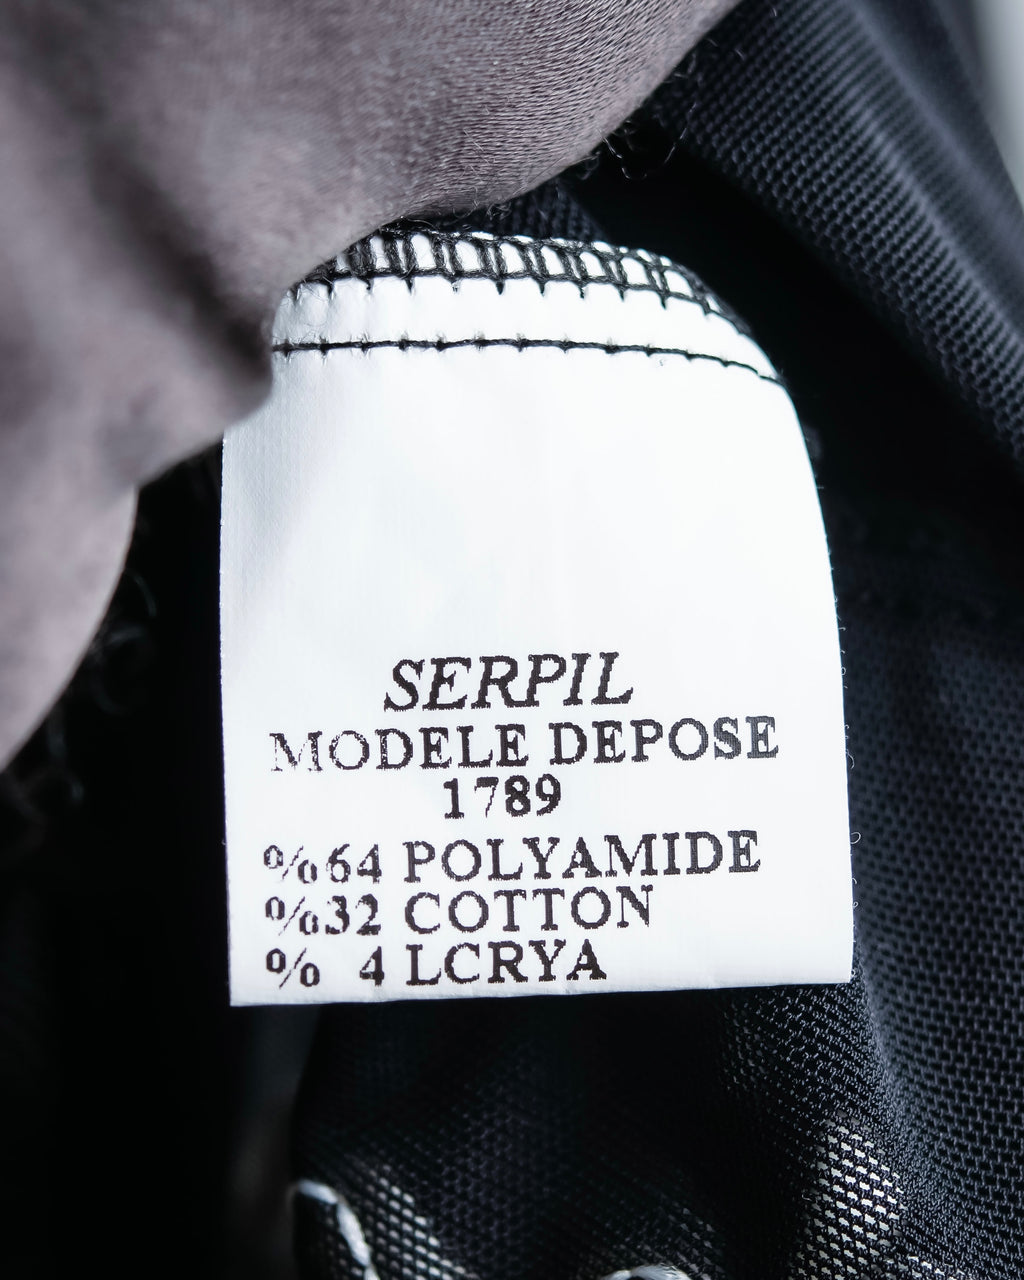 SERPIL
MODELE DEPOSE
1789
%64 POLYAMIDE
%32 COTTON
% 4 LCRYA